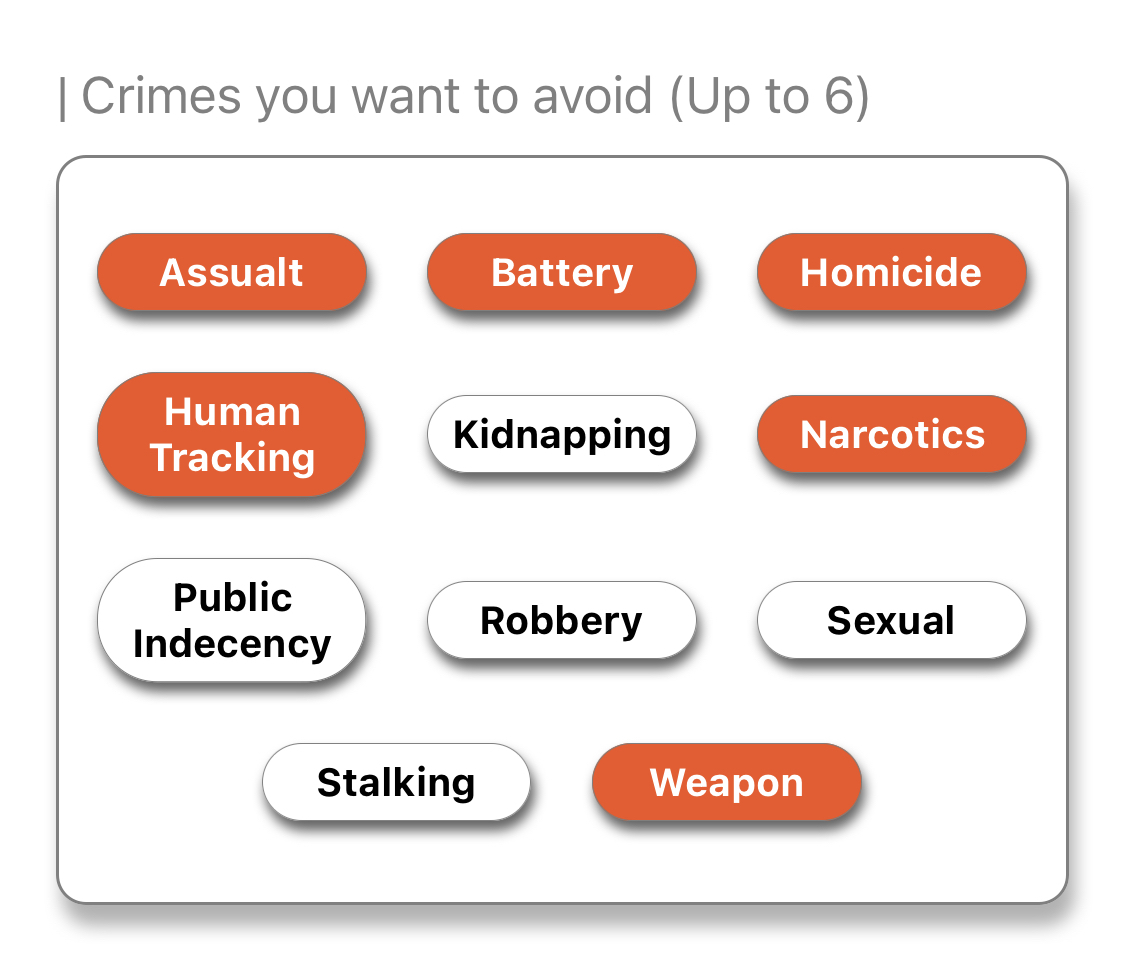 | Crimes you want to avoid (Up to 6)
Assualt
Battery
Homicide
Human
Tracking
Kidnapping
Narcotics
Public
Indecency
Robbery
Sexual
Stalking
Weapon